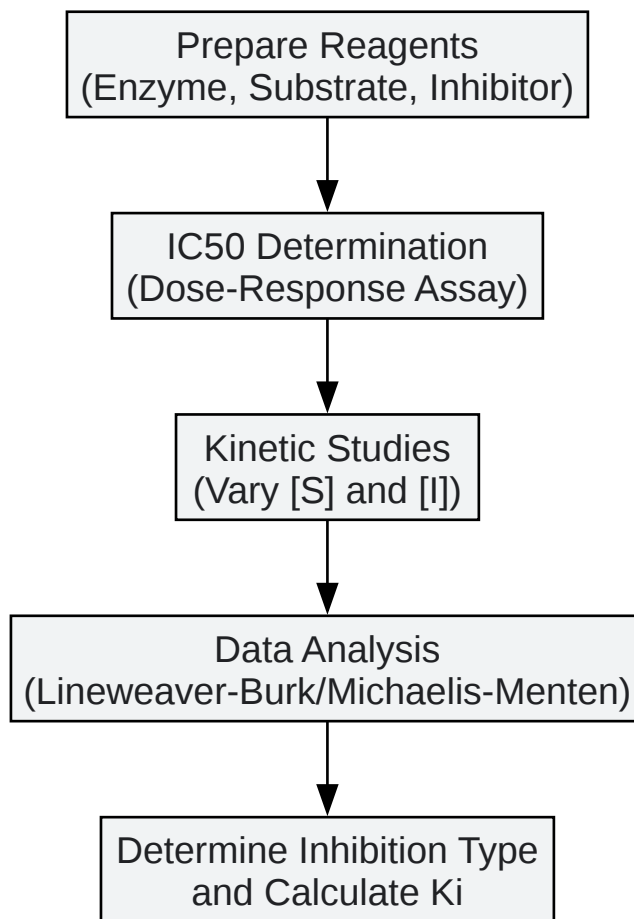 Prepare Reagents
(Enzyme, Substrate, Inhibitor)
IC50 Determination
(Dose-Response Assay)
Kinetic Studies
(Vary [S] and [I])
Data Analysis
(Lineweaver-Burk/Michaelis-Menten)
Determine Inhibition Type
and Calculate Ki